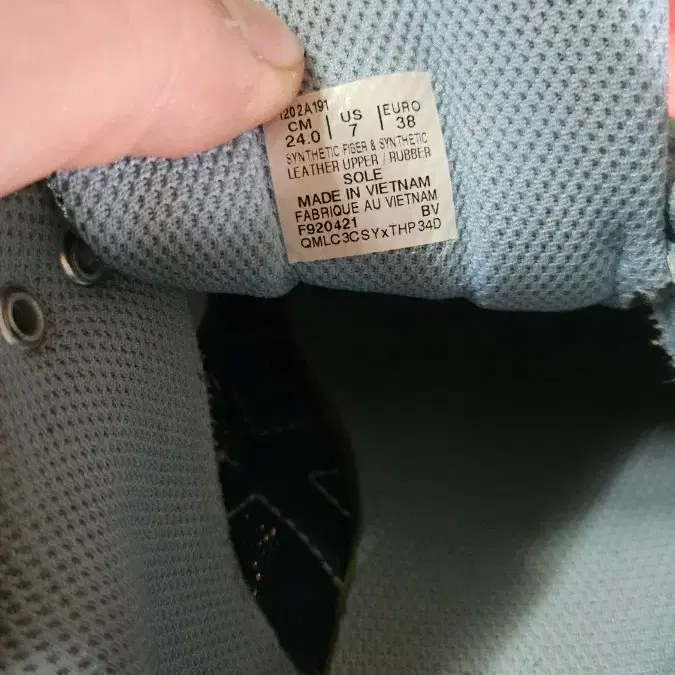 1202A191
CM | US | EURO
24.0 | 7 | 38
SYNTHETIC FIBER & SYNTHETIC
LEATHER UPPER / RUBBER
SOLE
MADE IN VIETNAM
FABRIQUE AU VIETNAM
F920421 BV
QMLC3CSYxTHP34D